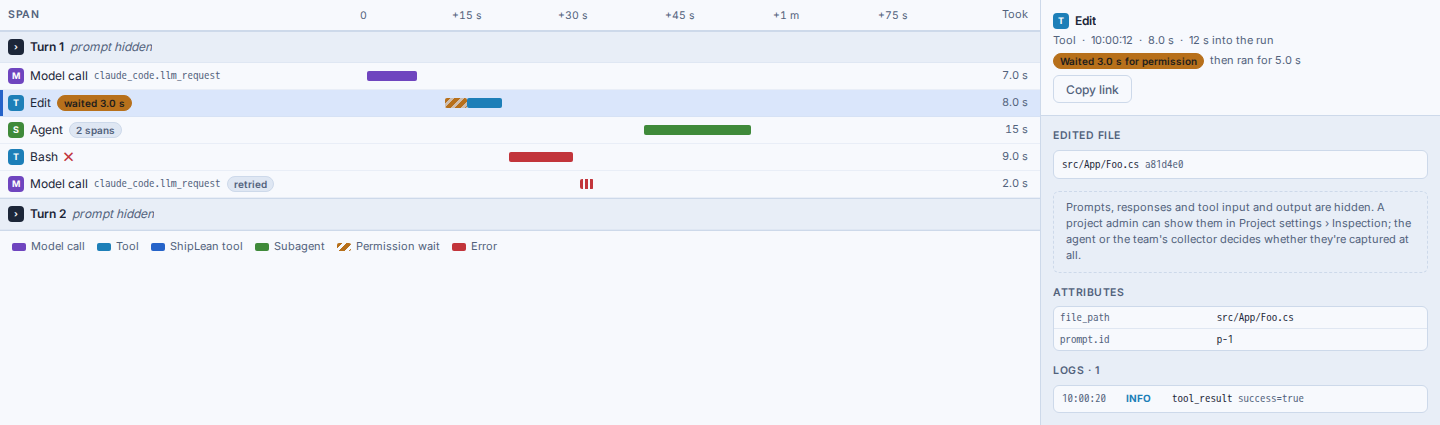 SPAN 0 +15 s +30 s +45 s +1 m +75 s Took
› Turn 1 prompt hidden
M Model call claude_code.llm_request 7.0 s
T Edit waited 3.0 s 8.0 s
S Agent 2 spans 15 s
T Bash ✕ 9.0 s
M Model call claude_code.llm_request retried 2.0 s
› Turn 2 prompt hidden
Model call Tool ShipLean tool Subagent Permission wait Error
T Edit
Tool · 10:00:12 · 8.0 s · 12 s into the run
Waited 3.0 s for permission then ran for 5.0 s
Copy link
EDITED FILE
src/App/Foo.cs a81d4e0
Prompts, responses and tool input and output are hidden. A
project admin can show them in Project settings › Inspection; the
agent or the team's collector decides whether they're captured at
all.
ATTRIBUTES
file_path src/App/Foo.cs
prompt.id p-1
LOGS · 1
10:00:20 INFO tool_result success=true